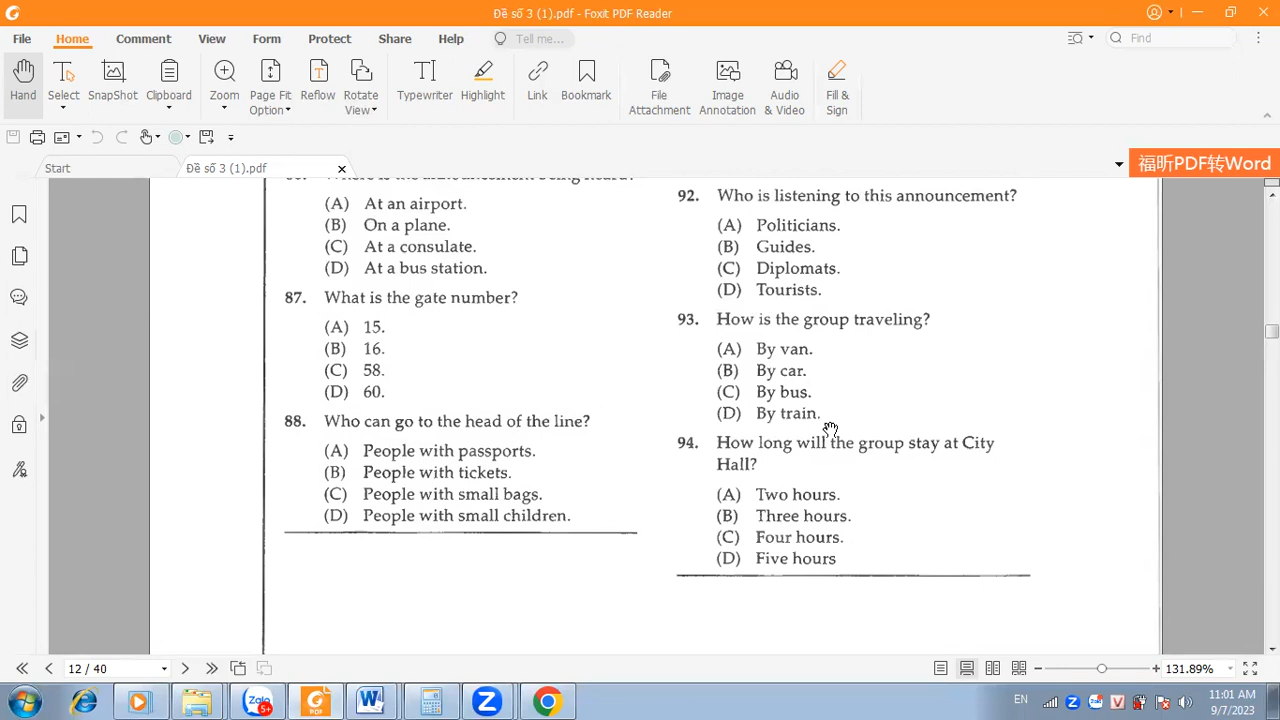 Đề số 3 (1).pdf - Foxit PDF Reader
File Home Comment View Form Protect Share Help Tell me... Find
Hand Select SnapShot Clipboard Zoom Page Fit Option Reflow Rotate View Typewriter Highlight Link Bookmark File Attachment Image Annotation Audio & Video Fill & Sign
Start Đề số 3 (1).pdf
福昕PDF转Word
(A) At an airport.
(B) On a plane.
(C) At a consulate.
(D) At a bus station.
87. What is the gate number?
(A) 15.
(B) 16.
(C) 58.
(D) 60.
88. Who can go to the head of the line?
(A) People with passports.
(B) People with tickets.
(C) People with small bags.
(D) People with small children.
92. Who is listening to this announcement?
(A) Politicians.
(B) Guides.
(C) Diplomats.
(D) Tourists.
93. How is the group traveling?
(A) By van.
(B) By car.
(C) By bus.
(D) By train.
94. How long will the group stay at City
Hall?
(A) Two hours.
(B) Three hours.
(C) Four hours.
(D) Five hours
12 / 40
131.89%
Zalo
5+
EN
11:01 AM
9/7/2023